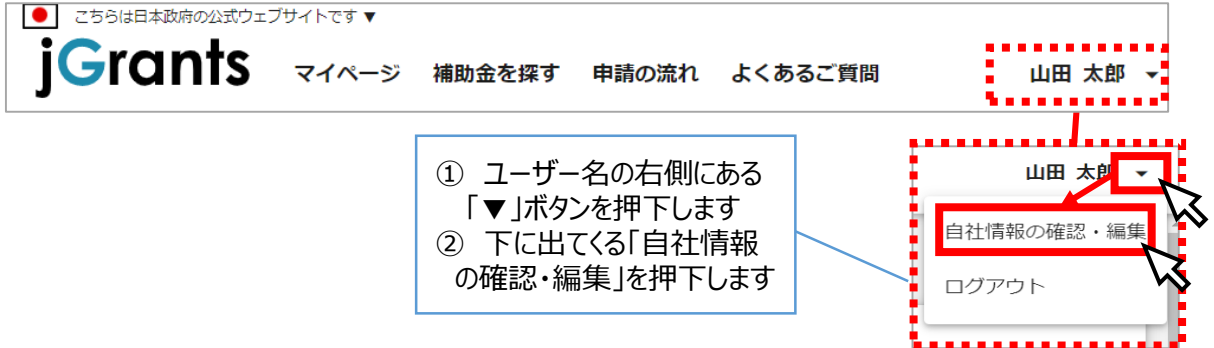 こちらは日本政府の公式ウェブサイトです ▼
jGrants マイページ 補助金を探す 申請の流れ よくあるご質問 山田 太郎
① ユーザー名の右側にある
「▼」ボタンを押下します
② 下に出てくる「自社情報
の確認・編集」を押下します
山田 太郎
自社情報の確認・編集
ログアウト